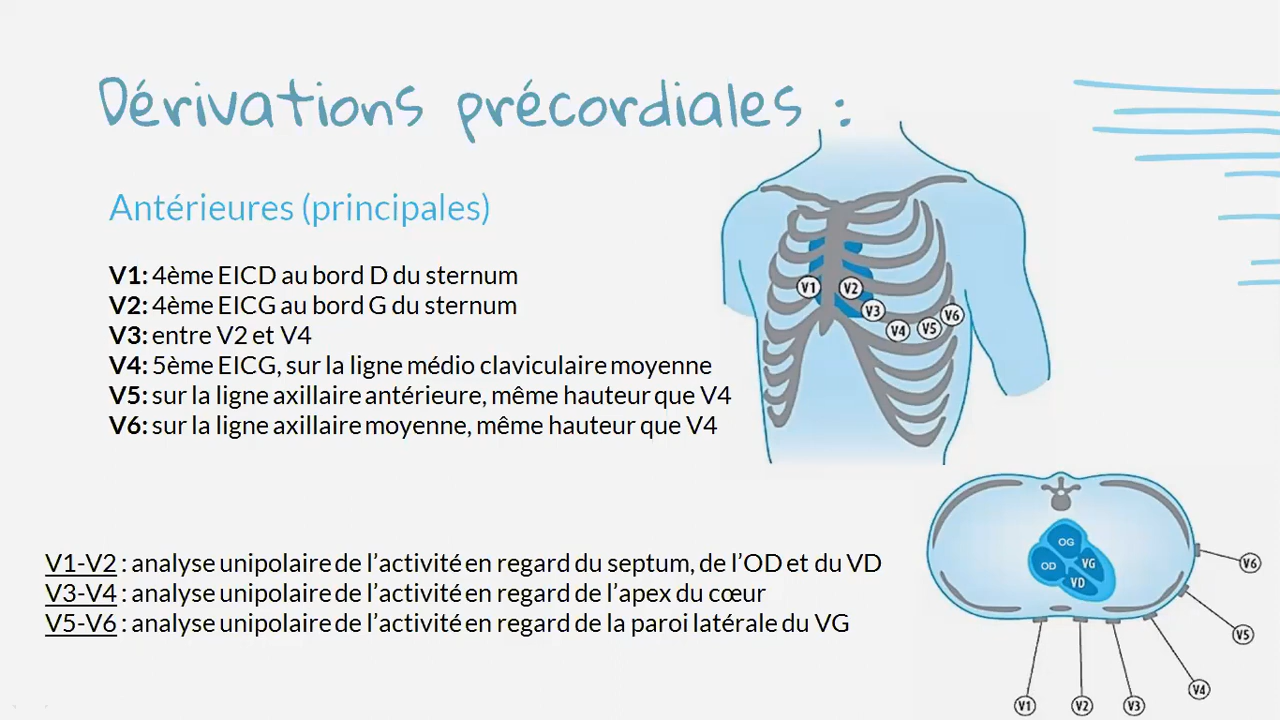 Dérivations précordiales :
Antérieures (principales)
V1: 4ème EICD au bord D du sternum
V2: 4ème EICG au bord G du sternum
V3: entre V2 et V4
V4: 5ème EICG, sur la ligne médio claviculaire moyenne
V5: sur la ligne axillaire antérieure, même hauteur que V4
V6: sur la ligne axillaire moyenne, même hauteur que V4
V1
V2
V3
V4
V5
V6
V1-V2 : analyse unipolaire de l’activité en regard du septum, de l’OD et du VD
V3-V4 : analyse unipolaire de l’activité en regard de l’apex du cœur
V5-V6 : analyse unipolaire de l’activité en regard de la paroi latérale du VG
OG
OD
VG
VD
V6
V5
V4
V1
V2
V3